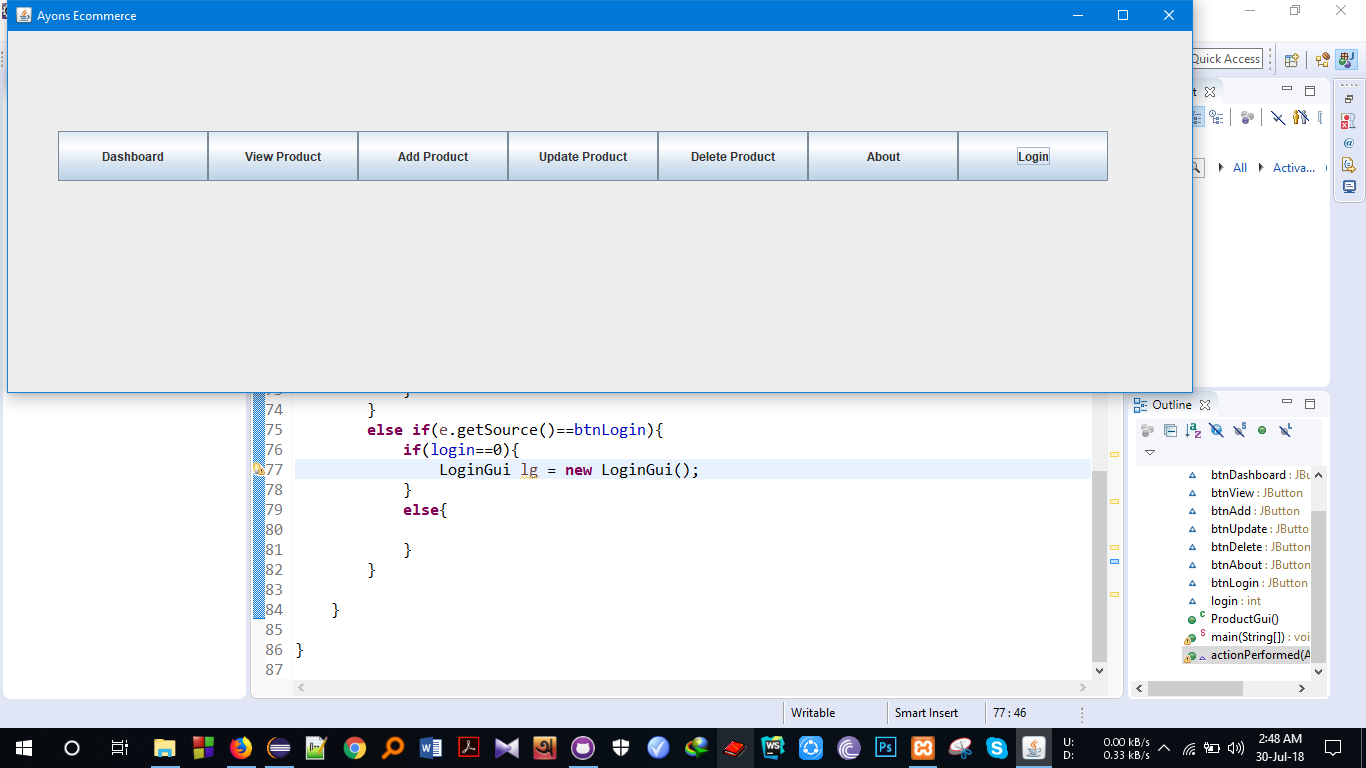 Ayons Ecommerce
Quick Access
Dashboard View Product Add Product Update Product Delete Product About Login
All Activa...
74 }
75 else if(e.getSource()==btnLogin){
76 if(login==0){
77 LoginGui lg = new LoginGui();
78 }
79 else{
80
81 }
82 }
83
84 }
85
86 }
87
Outline
btnDashboard : JBu
btnView : JButton
btnAdd : JButton
btnUpdate : JButto
btnDelete : JButton
btnAbout : JButton
btnLogin : JButton
login : int
ProductGui()
main(String[]) : voi
actionPerformed(A
Writable Smart Insert 77 : 46
U: 0.00 kB/s
D: 0.33 kB/s
2:48 AM
30-Jul-18